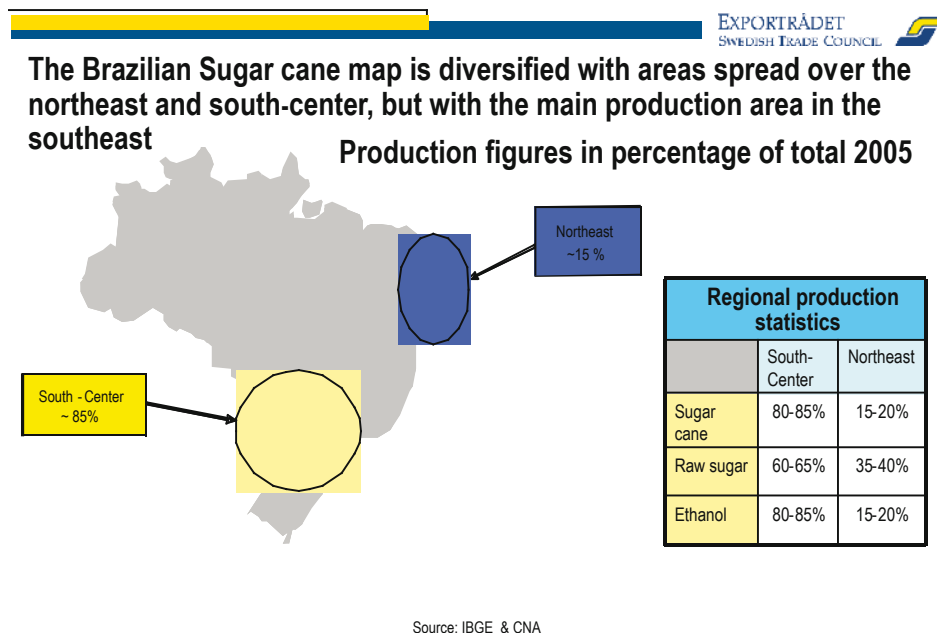 EXPORTRÅDET
SWEDISH TRADE COUNCIL
The Brazilian Sugar cane map is diversified with areas spread over the
northeast and south-center, but with the main production area in the
southeast
Production figures in percentage of total 2005
Northeast
~15 %
South - Center
~ 85%
Regional production
statistics
South-
Center
Northeast
Sugar
cane
80-85%
15-20%
Raw sugar
60-65%
35-40%
Ethanol
80-85%
15-20%
Source: IBGE & CNA